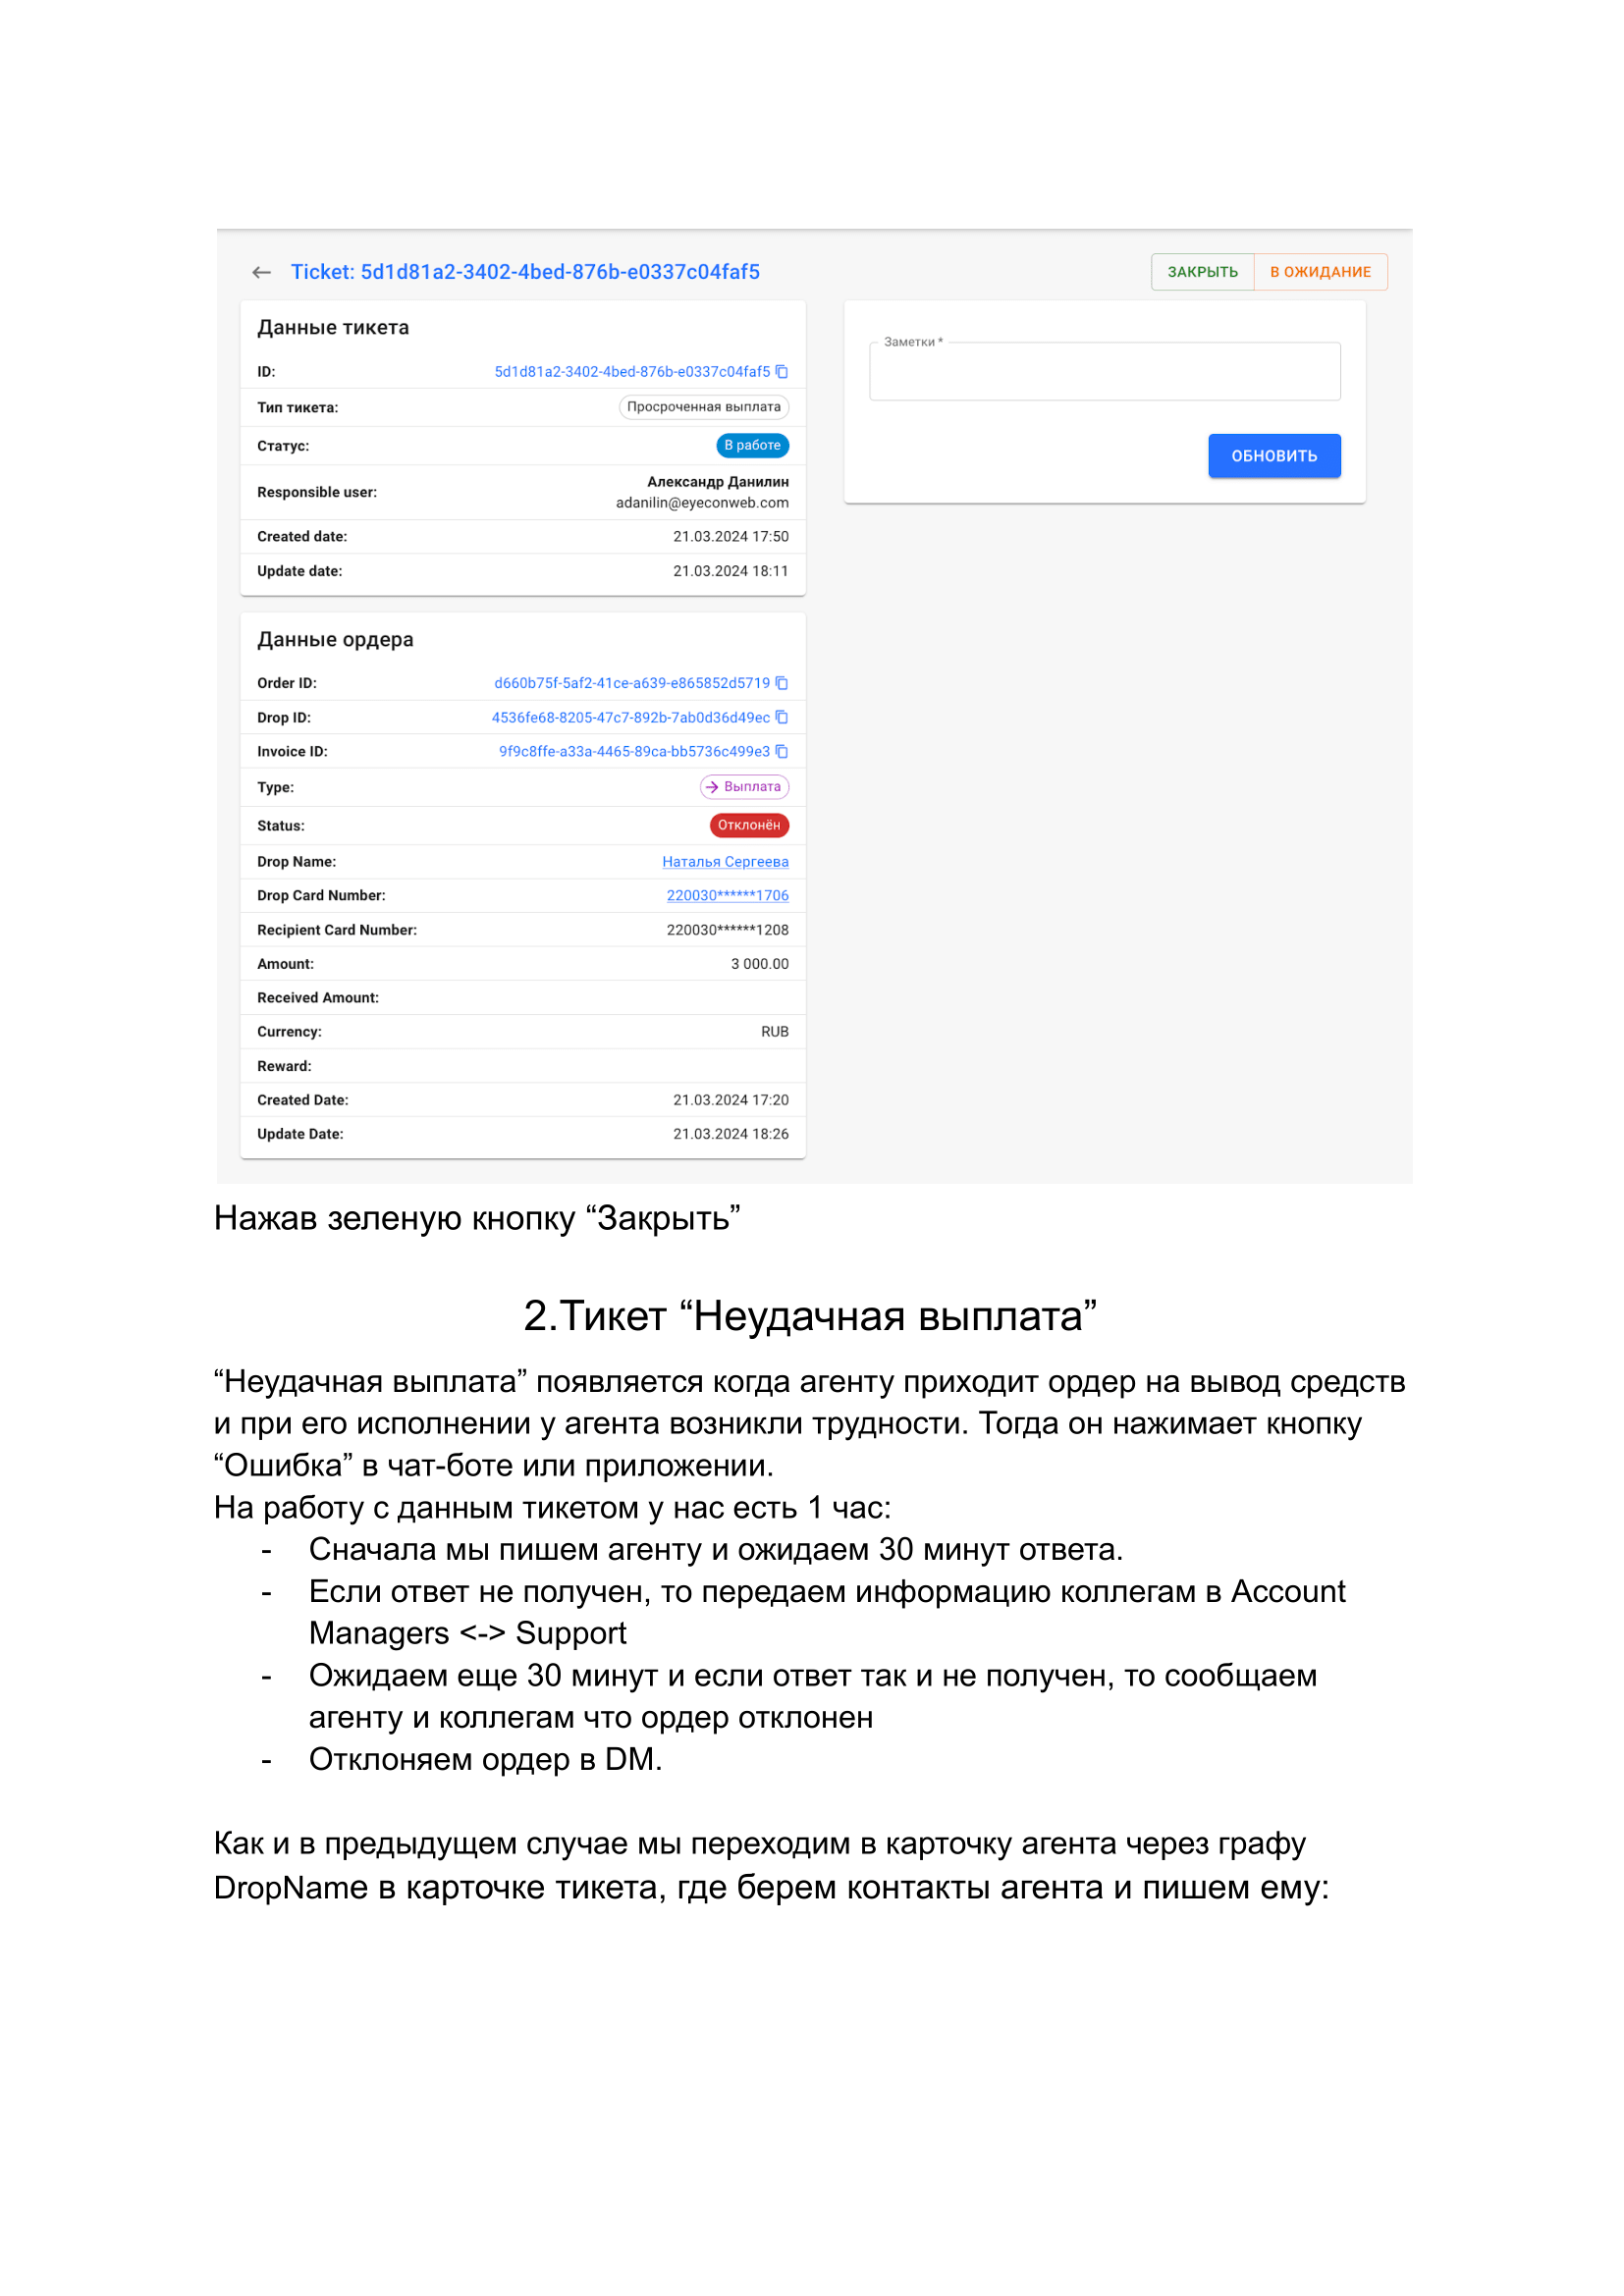 Ticket: 5d1d81a2-3402-4bed-876b-e0337c04faf5
ЗАКРЫТЬ
В ОЖИДАНИЕ
Данные тикета
ID: 5d1d81a2-3402-4bed-876b-e0337c04faf5
Тип тикета: Просроченная выплата
Статус: В работе
Responsible user: Александр Данилин
adanilin@eyeconweb.com
Created date: 21.03.2024 17:50
Update date: 21.03.2024 18:11
Заметки *
ОБНОВИТЬ
Данные ордера
Order ID: d660b75f-5af2-41ce-a639-e865852d5719
Drop ID: 4536fe68-8205-47c7-892b-7ab0d36d49ec
Invoice ID: 9f9c8ffe-a33a-4465-89ca-bb5736c499e3
Type: Выплата
Status: Отклонён
Drop Name: Наталья Сергеева
Drop Card Number: 220030******1706
Recipient Card Number: 220030******1208
Amount: 3 000.00
Received Amount:
Currency: RUB
Reward:
Created Date: 21.03.2024 17:20
Update Date: 21.03.2024 18:26
Нажав зеленую кнопку “Закрыть”
2.Тикет “Неудачная выплата”
“Неудачная выплата” появляется когда агенту приходит ордер на вывод средств
и при его исполнении у агента возникли трудности. Тогда он нажимает кнопку
“Ошибка” в чат-боте или приложении.
На работу с данным тикетом у нас есть 1 час:
- Сначала мы пишем агенту и ожидаем 30 минут ответа.
- Если ответ не получен, то передаем информацию коллегам в Account
Managers <-> Support
- Ожидаем еще 30 минут и если ответ так и не получен, то сообщаем
агенту и коллегам что ордер отклонен
- Отклоняем ордер в DM.
Как и в предыдущем случае мы переходим в карточку агента через графу
DropName в карточке тикета, где берем контакты агента и пишем ему: